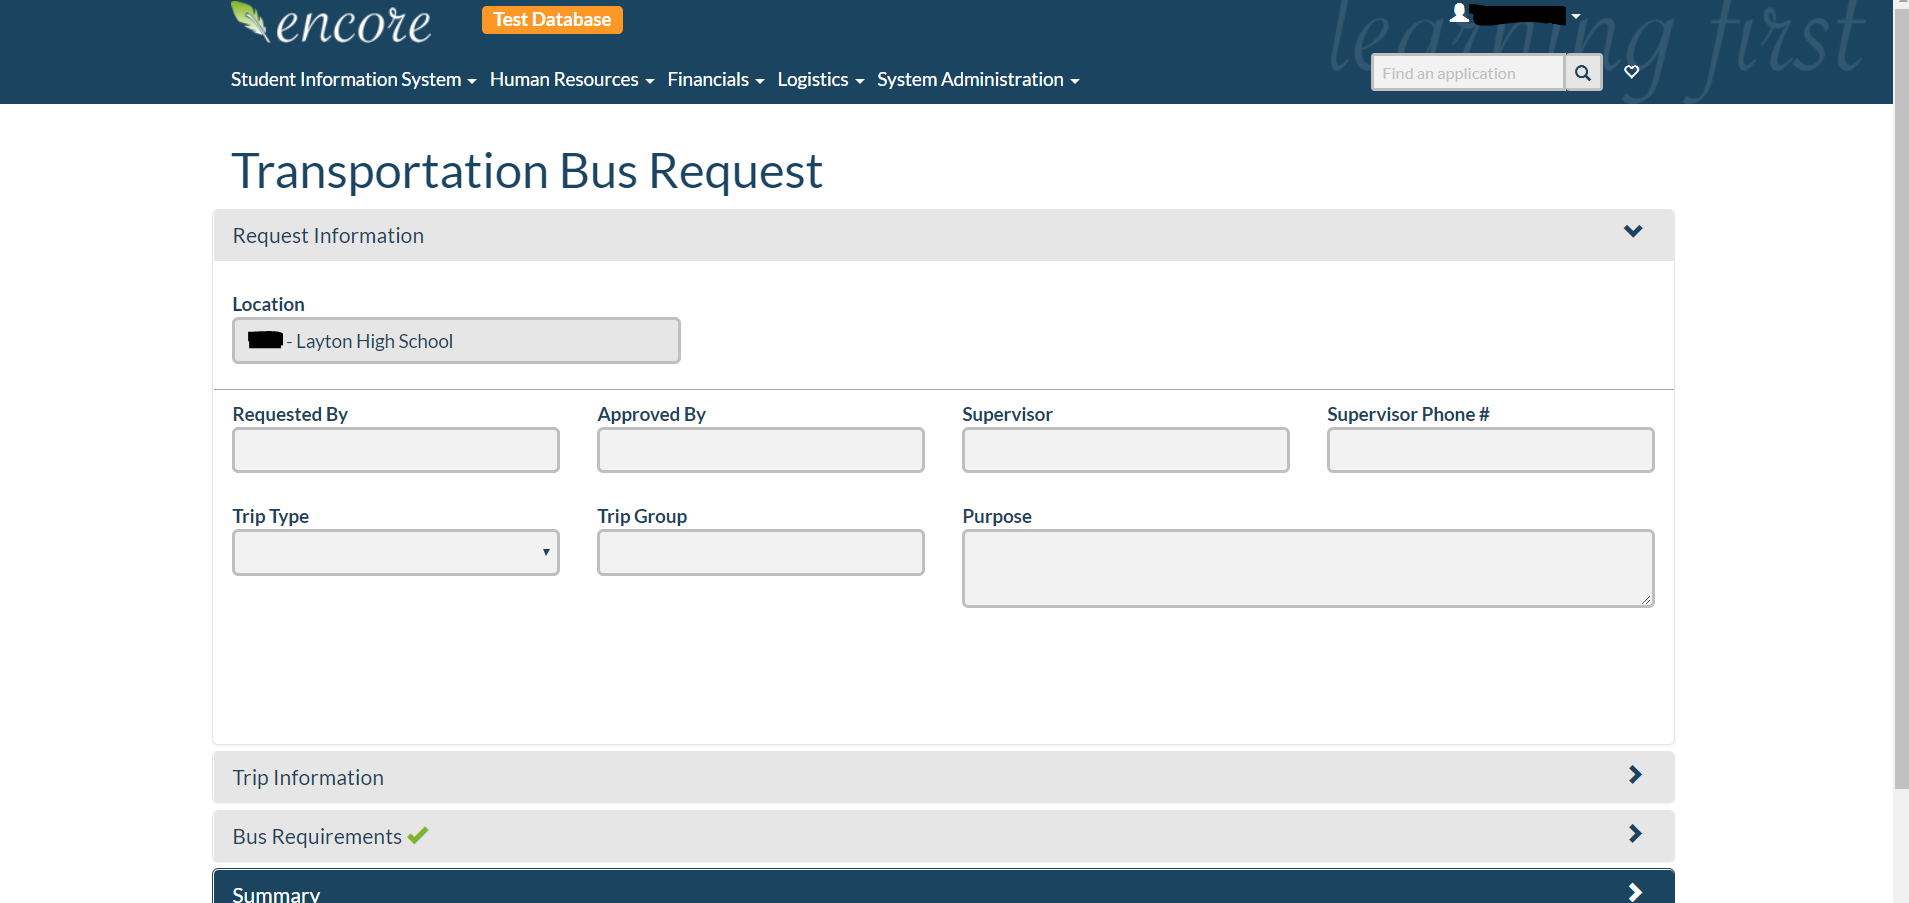 encore
Test Database
learning first
Student Information System Human Resources Financials Logistics System Administration
Find an application
Transportation Bus Request
Request Information
Location
- Layton High School
Requested By Approved By Supervisor Supervisor Phone #
Trip Type Trip Group Purpose
Trip Information
Bus Requirements
Summary